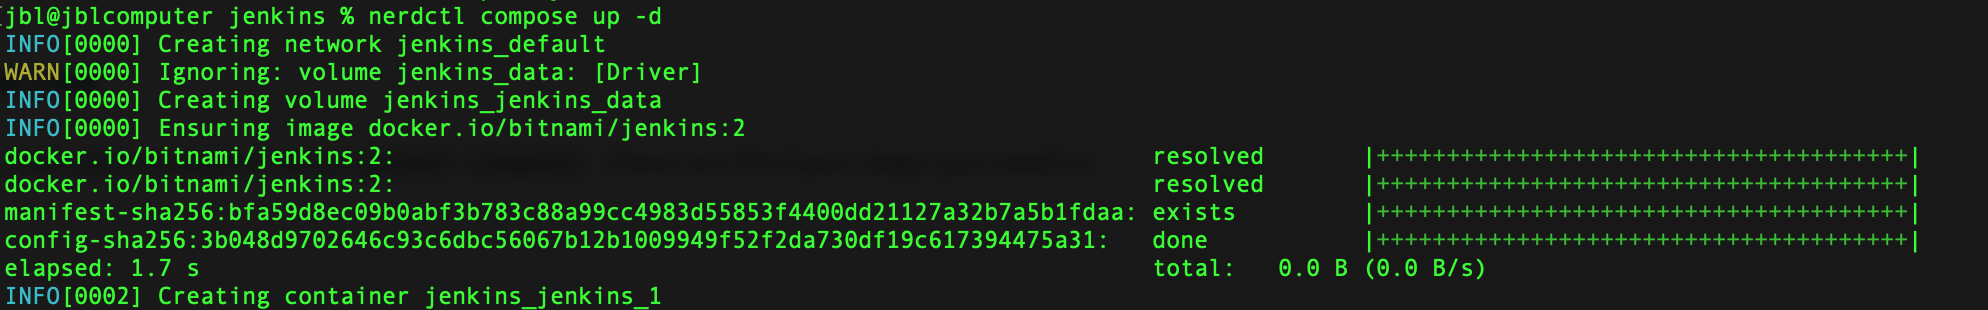 jbl@jblcomputer jenkins % nerdctl compose up -d
INFO[0000] Creating network jenkins_default
WARN[0000] Ignoring: volume jenkins_data: [Driver]
INFO[0000] Creating volume jenkins_jenkins_data
INFO[0000] Ensuring image docker.io/bitnami/jenkins:2
docker.io/bitnami/jenkins:2: resolved |++++++++++++++++++++++++++++++++++++++|
docker.io/bitnami/jenkins:2: resolved |++++++++++++++++++++++++++++++++++++++|
manifest-sha256:bfa59d8ec09b0abf3b783c88a99cc4983d55853f4400dd21127a32b7a5b1fdaa: exists |++++++++++++++++++++++++++++++++++++++|
config-sha256:3b048d9702646c93c6dbc56067b12b1009949f52f2da730df19c617394475a31: done |++++++++++++++++++++++++++++++++++++++|
elapsed: 1.7 s total: 0.0 B (0.0 B/s)
INFO[0002] Creating container jenkins_jenkins_1